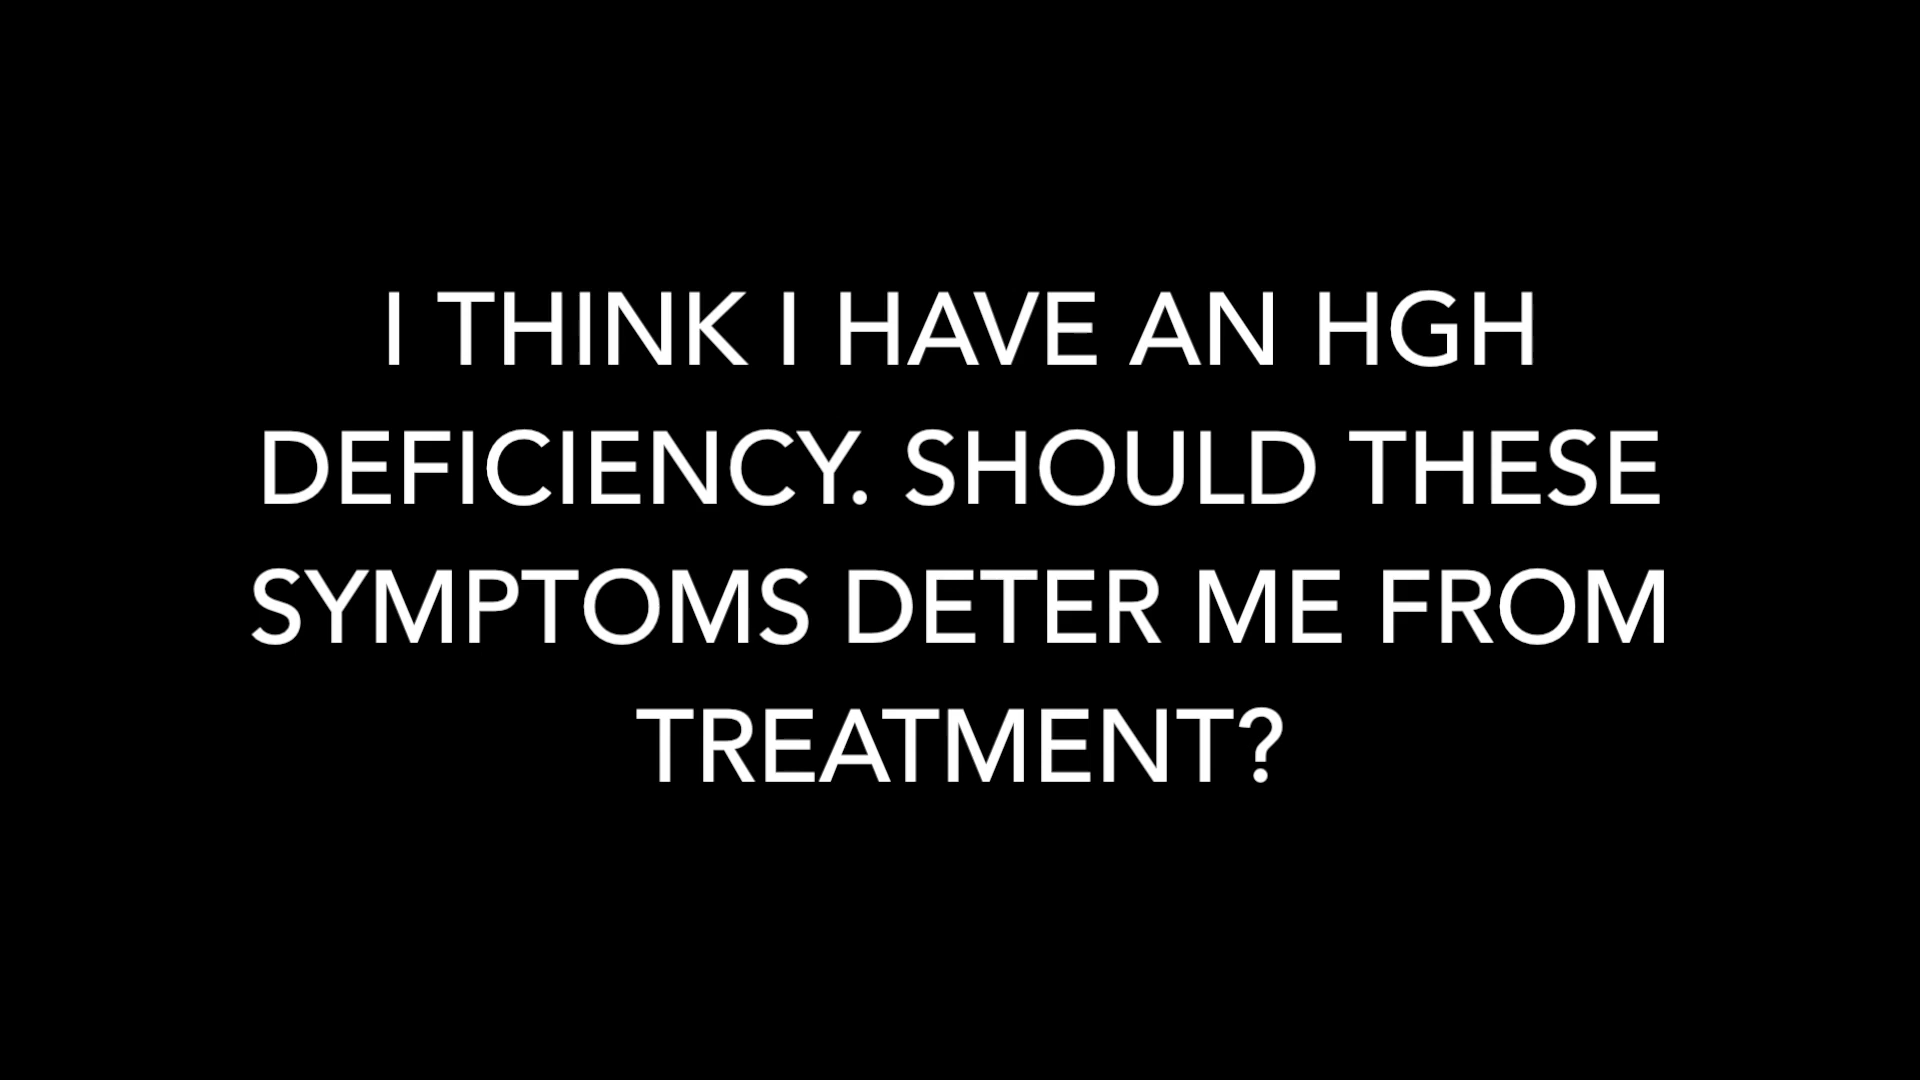 I THINK I HAVE AN HGH
DEFICIENCY. SHOULD THESE
SYMPTOMS DETER ME FROM
TREATMENT?